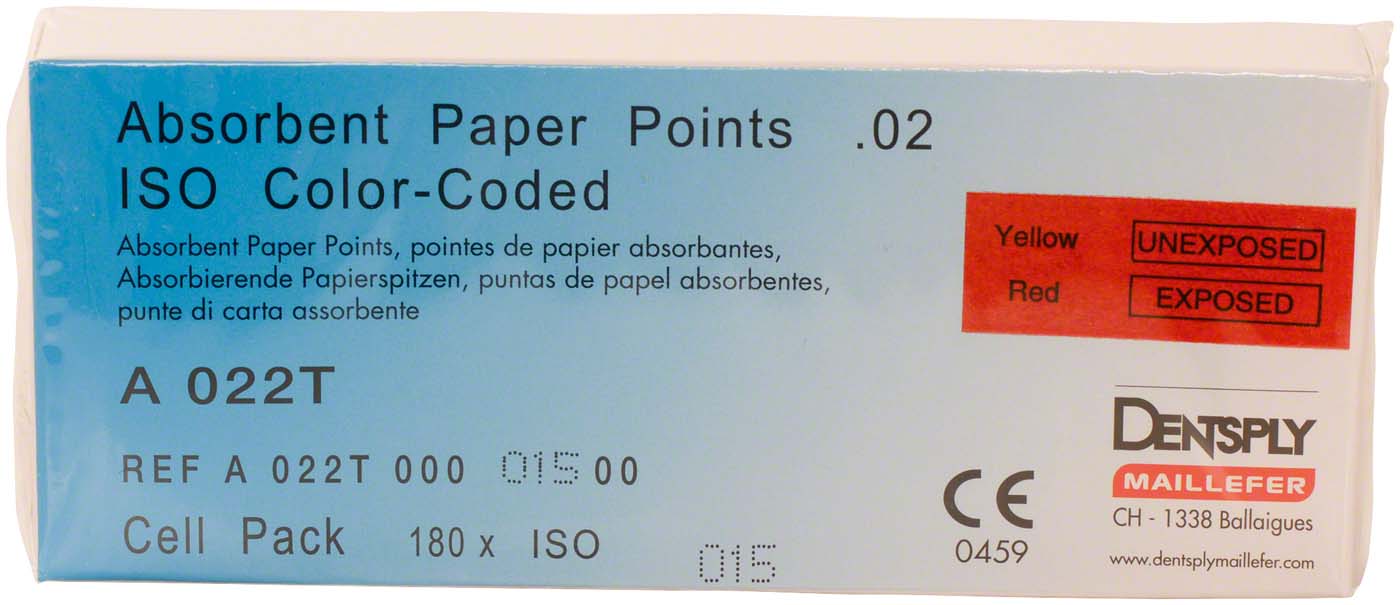 Absorbent Paper Points .02
ISO Color-Coded
Absorbent Paper Points, pointes de papier absorbantes,
Absorbierende Papierspitzen, puntas de papel absorbentes,
punte di carta assorbente
A 022T
REF A 022T 000 015 00
Cell Pack 180 x ISO 015
Yellow UNEXPOSED
Red EXPOSED
CE
0459
DENTSPLY
MAILLEFER
CH - 1338 Ballaigues
www.dentsplymaillefer.com